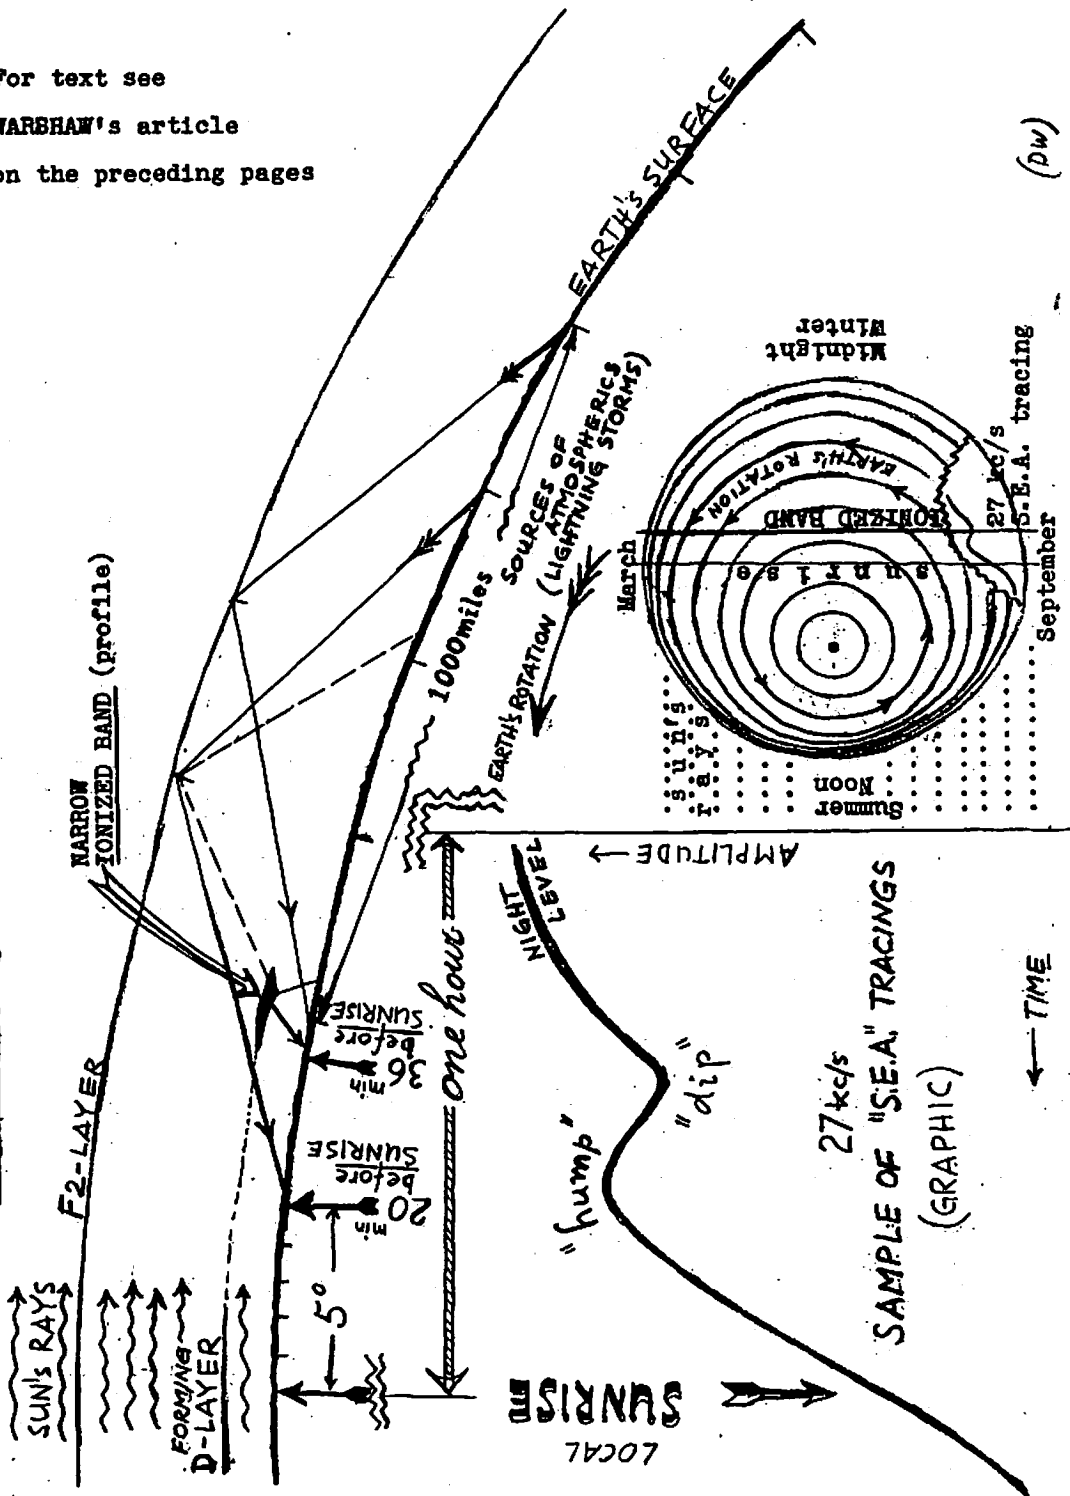 For text see
WARSHAW's article
on the preceding pages
NARROW
IONIZED BAND (profile)
F2-LAYER
SUN'S RAYS
FORMING
D-LAYER
EARTH'S SURFACE
1000miles
SOURCES OF
ATMOSPHERICS
(LIGHTNING STORMS)
EARTH'S ROTATION
36 min
before
SUNRISE
20 min
before
SUNRISE
5°
One hour
LOCAL
SUNRISE
NIGHT
LEVEL
"hump"
"dip"
AMPLITUDE
27 kc/s
SAMPLE OF "S.E.A." TRACINGS
(GRAPHIC)
TIME
March
Midnight
Winter
EARTH'S ROTATION
IONIZED BAND
sunrise
sun's
rays
Noon
Summer
27 kc/s
S.E.A. tracing
September
(DW)